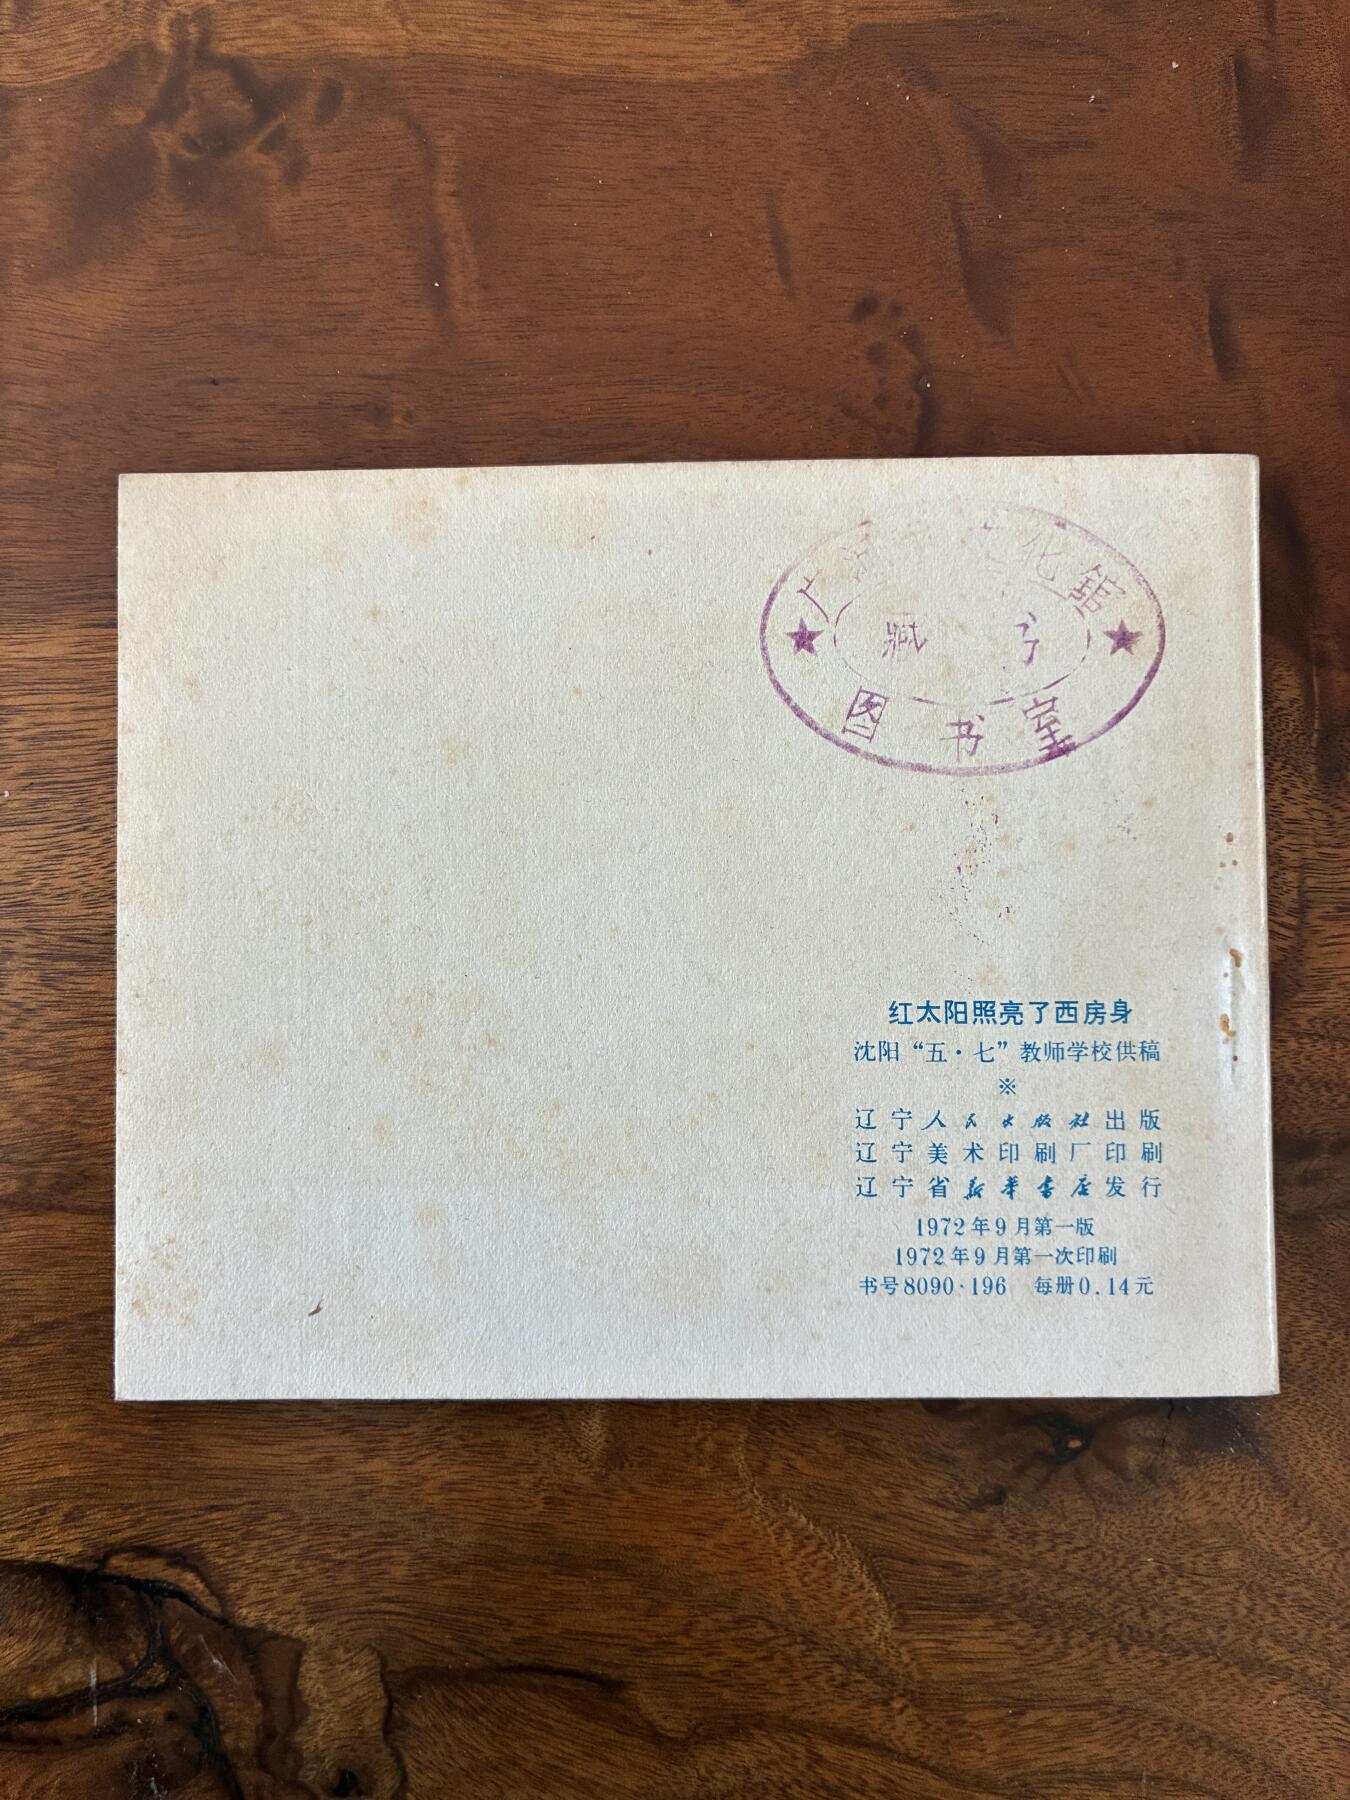 广 化館
藏
图书室
红太阳照亮了西房身
沈阳“五·七”教师学校供稿
※
辽宁人民出版社出版
辽宁美术印刷厂印刷
辽宁省新华书店发行
1972年9月第一版
1972年9月第一次印刷
书号8090·196 每册0.14元